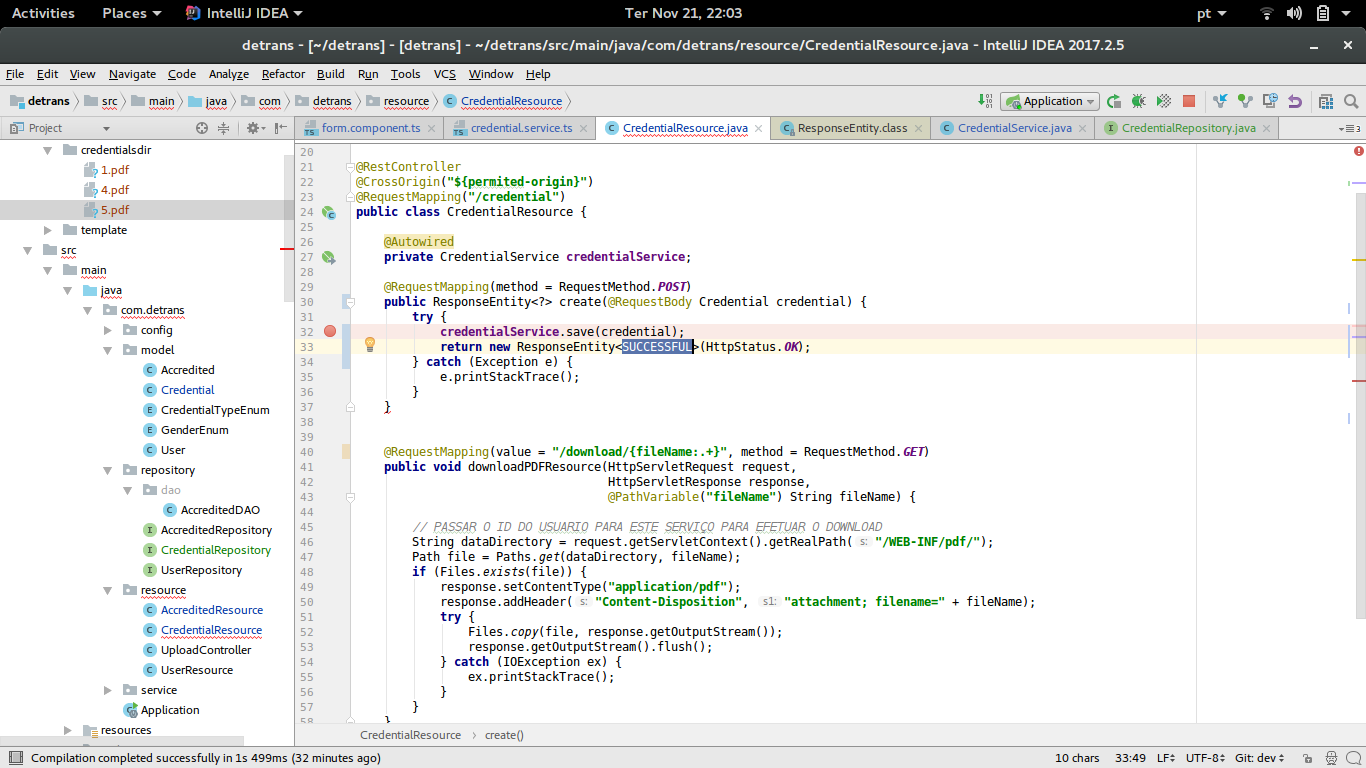 Activities Places IntelliJ IDEA Ter Nov 21, 22:03 pt
detrans - [~/detrans] - [detrans] - ~/detrans/src/main/java/com/detrans/resource/CredentialResource.java - IntelliJ IDEA 2017.2.5
File Edit View Navigate Code Analyze Refactor Build Run Tools VCS Window Help
detrans src main java com detrans resource CredentialResource Application
Project form.component.ts credential.service.ts CredentialResource.java ResponseEntity.class CredentialService.java CredentialRepository.java
credentialsdir
1.pdf
4.pdf
5.pdf
template
src
main
java
com.detrans
config
model
Accredited
Credential
CredentialTypeEnum
GenderEnum
User
repository
dao
AccreditedDAO
AccreditedRepository
CredentialRepository
UserRepository
resource
AccreditedResource
CredentialResource
UploadController
UserResource
service
Application
resources
20
21 @RestController
22 @CrossOrigin("${permited-origin}")
23 @RequestMapping("/credential")
24 public class CredentialResource {
25
26 @Autowired
27 private CredentialService credentialService;
28
29 @RequestMapping(method = RequestMethod.POST)
30 public ResponseEntity<?> create(@RequestBody Credential credential) {
31 try {
32 credentialService.save(credential);
33 return new ResponseEntity<SUCCESSFUL>(HttpStatus.OK);
34 } catch (Exception e) {
35 e.printStackTrace();
36 }
37 }
38
39
40 @RequestMapping(value = "/download/{fileName:.+}", method = RequestMethod.GET)
41 public void downloadPDFResource(HttpServletRequest request,
42 HttpServletResponse response,
43 @PathVariable("fileName") String fileName) {
44
45 // PASSAR O ID DO USUARIO PARA ESTE SERVIÇO PARA EFETUAR O DOWNLOAD
46 String dataDirectory = request.getServletContext().getRealPath( s: "/WEB-INF/pdf/");
47 Path file = Paths.get(dataDirectory, fileName);
48 if (Files.exists(file)) {
49 response.setContentType("application/pdf");
50 response.addHeader( s: "Content-Disposition", s1: "attachment; filename=" + fileName);
51 try {
52 Files.copy(file, response.getOutputStream());
53 response.getOutputStream().flush();
54 } catch (IOException ex) {
55 ex.printStackTrace();
56 }
57 }
58 }
CredentialResource create()
Compilation completed successfully in 1s 499ms (32 minutes ago) 10 chars 33:49 LF UTF-8 Git: dev